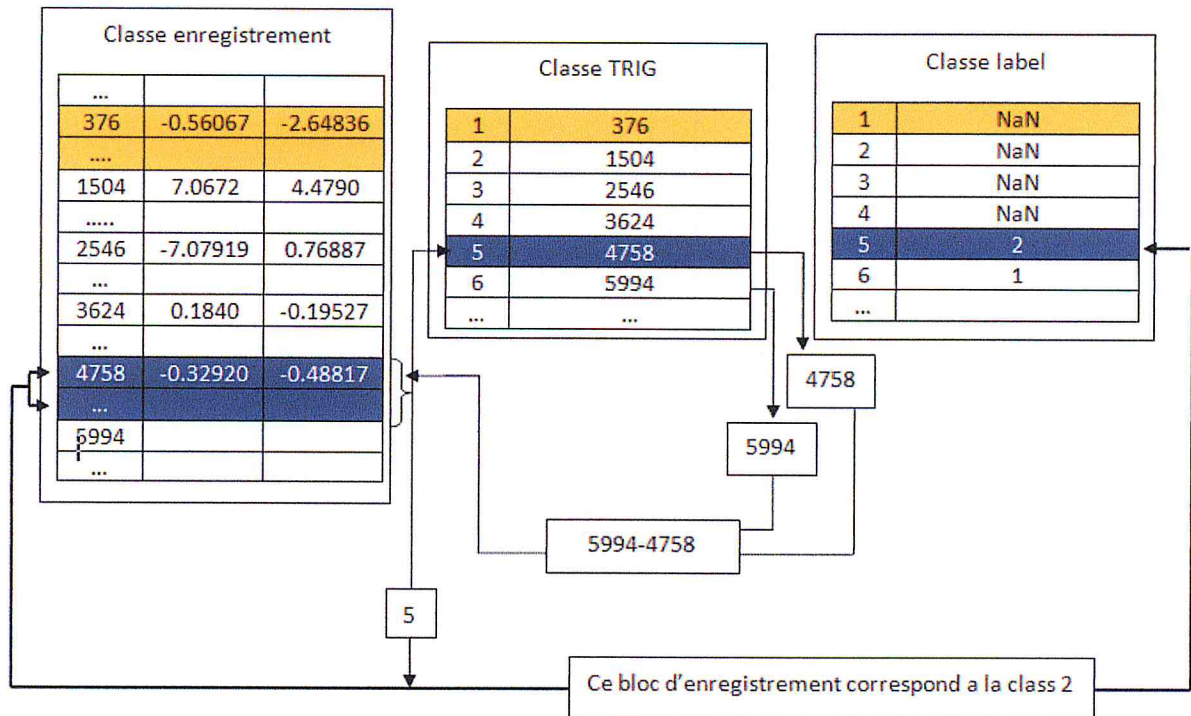 Classe enregistrement
...
376 -0.56067 -2.64836
....
1504 7.0672 4.4790
.....
2546 -7.07919 0.76887
...
3624 0.1840 -0.19527
...
4758 -0.32920 -0.48817
...
5994
...
Classe TRIG
1 376
2 1504
3 2546
4 3624
5 4758
6 5994
... ...
Classe label
1 NaN
2 NaN
3 NaN
4 NaN
5 2
6 1
...
4758
5994
5994-4758
5
Ce bloc d'enregistrement correspond a la class 2